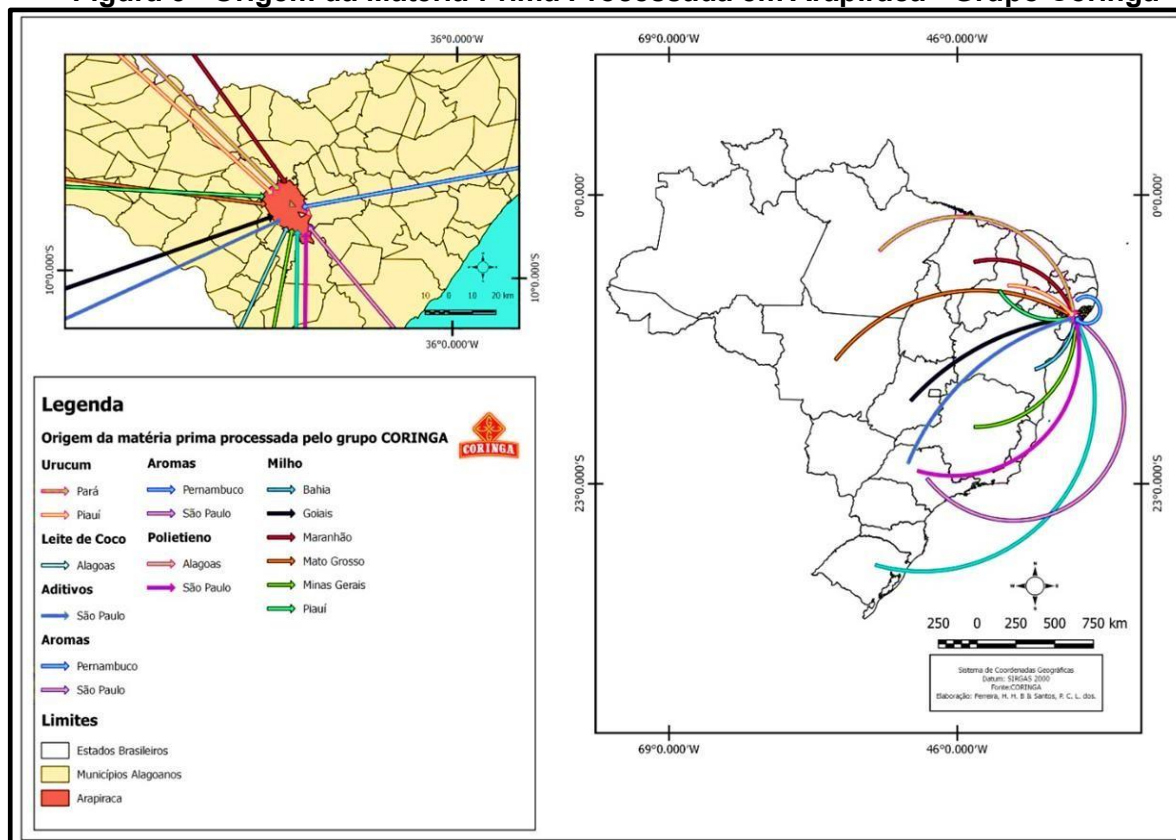 Figura 9 - Origem da Matéria-Prima Processada em Arapiraca - Grupo Coringa
36°0.000'W
10°0.000'S
10°0.000'S
10 0 10 20 km
36°0.000'W
Legenda
Origem da matéria prima processada pelo grupo CORINGA
CORINGA
Urucum
Pará
Piauí
Leite de Coco
Alagoas
Aditivos
São Paulo
Aromas
Pernambuco
São Paulo
Aromas
Pernambuco
São Paulo
Polietieno
Alagoas
São Paulo
Milho
Bahia
Goiais
Maranhão
Mato Grosso
Minas Gerais
Piauí
Limites
Estados Brasileiros
Municípios Alagoanos
Arapiraca
69°0.000'W 46°0.000'W
0°0.000' 0°0.000'
23°0.000'S 23°0.000'S
250 0 250 500 750 km
Sistema de Coordenadas Geográficas
Datum: SIRGAS 2000
Fonte:CORINGA
Elaboração: Ferreira, H. H. B & Santos, P. C. L. dos.
69°0.000'W 46°0.000'W